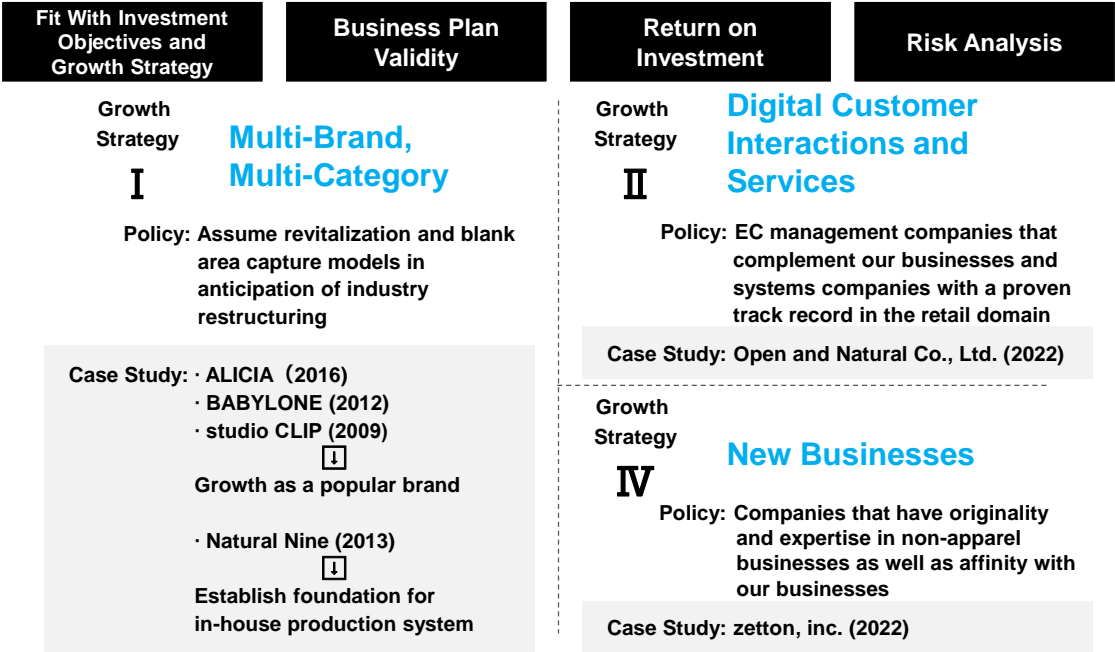 Fit With Investment
Objectives and
Growth Strategy
Business Plan
Validity
Return on
Investment
Risk Analysis
Growth
Strategy
Ⅰ
Multi-Brand,
Multi-Category
Policy: Assume revitalization and blank
area capture models in
anticipation of industry
restructuring
Case Study: · ALICIA（2016)
· BABYLONE (2012)
· studio CLIP (2009)
↓
Growth as a popular brand
· Natural Nine (2013)
↓
Establish foundation for
in-house production system
Growth
Strategy
Ⅱ
Digital Customer
Interactions and
Services
Policy: EC management companies that
complement our businesses and
systems companies with a proven
track record in the retail domain
Case Study: Open and Natural Co., Ltd. (2022)
Growth
Strategy
Ⅳ
New Businesses
Policy: Companies that have originality
and expertise in non-apparel
businesses as well as affinity with
our businesses
Case Study: zetton, inc. (2022)